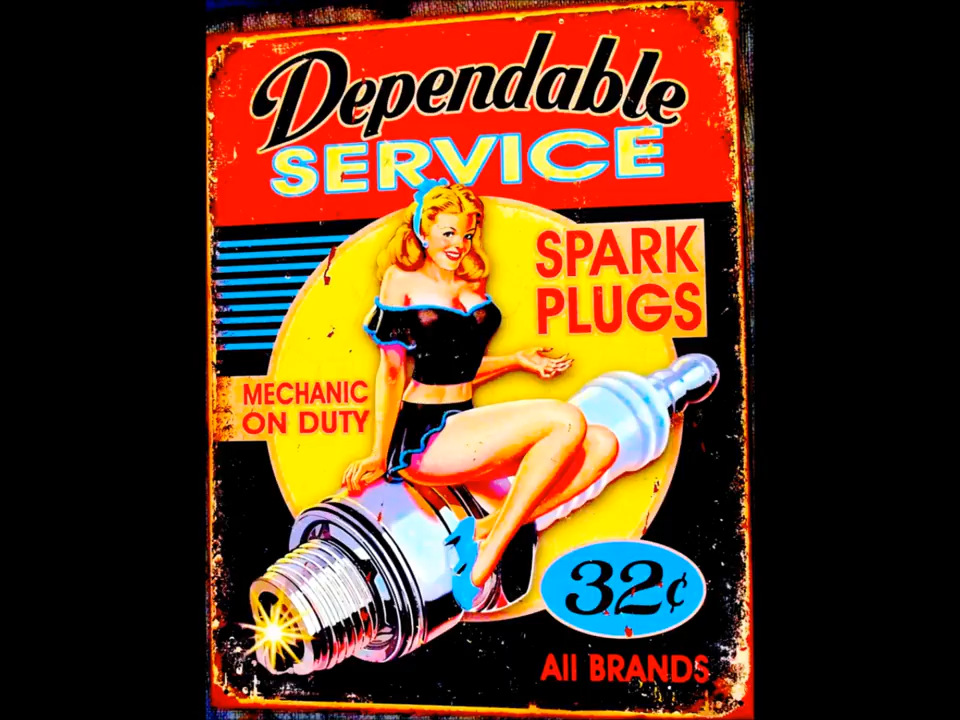 Dependable
SERVICE
SPARK
PLUGS
MECHANIC
ON DUTY
32¢
All BRANDS